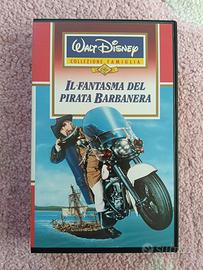 WALT DISNEY
COLLEZIONE FAMIGLIA
IL FANTASMA DEL
PIRATA BARBANERA